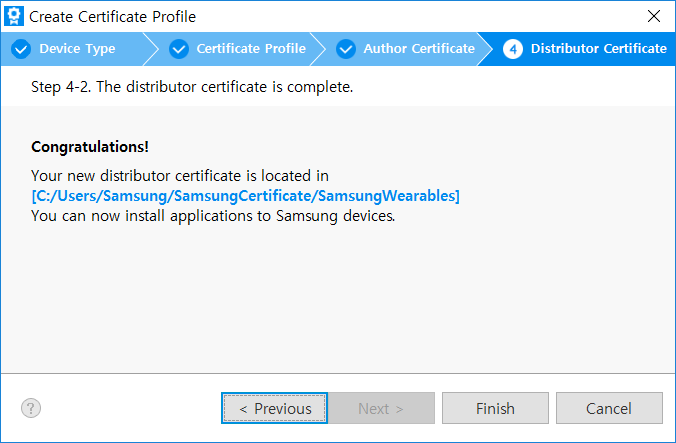 Create Certificate Profile
Device Type
Certificate Profile
Author Certificate
4 Distributor Certificate
Step 4-2. The distributor certificate is complete.
Congratulations!
Your new distributor certificate is located in
[C:/Users/Samsung/SamsungCertificate/SamsungWearables]
You can now install applications to Samsung devices.
?
< Previous
Next >
Finish
Cancel